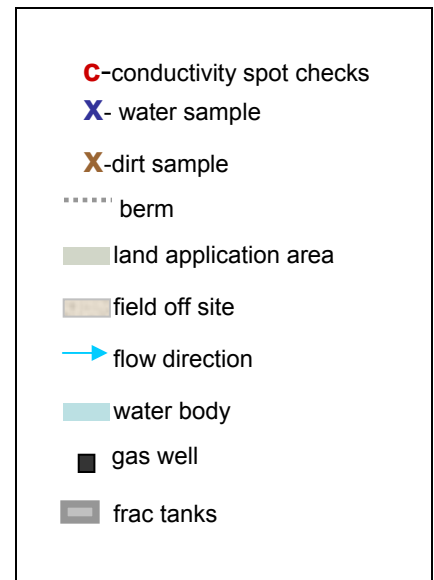 C-conductivity spot checks
X- water sample
X-dirt sample
berm
land application area
field off site
flow direction
water body
gas well
frac tanks